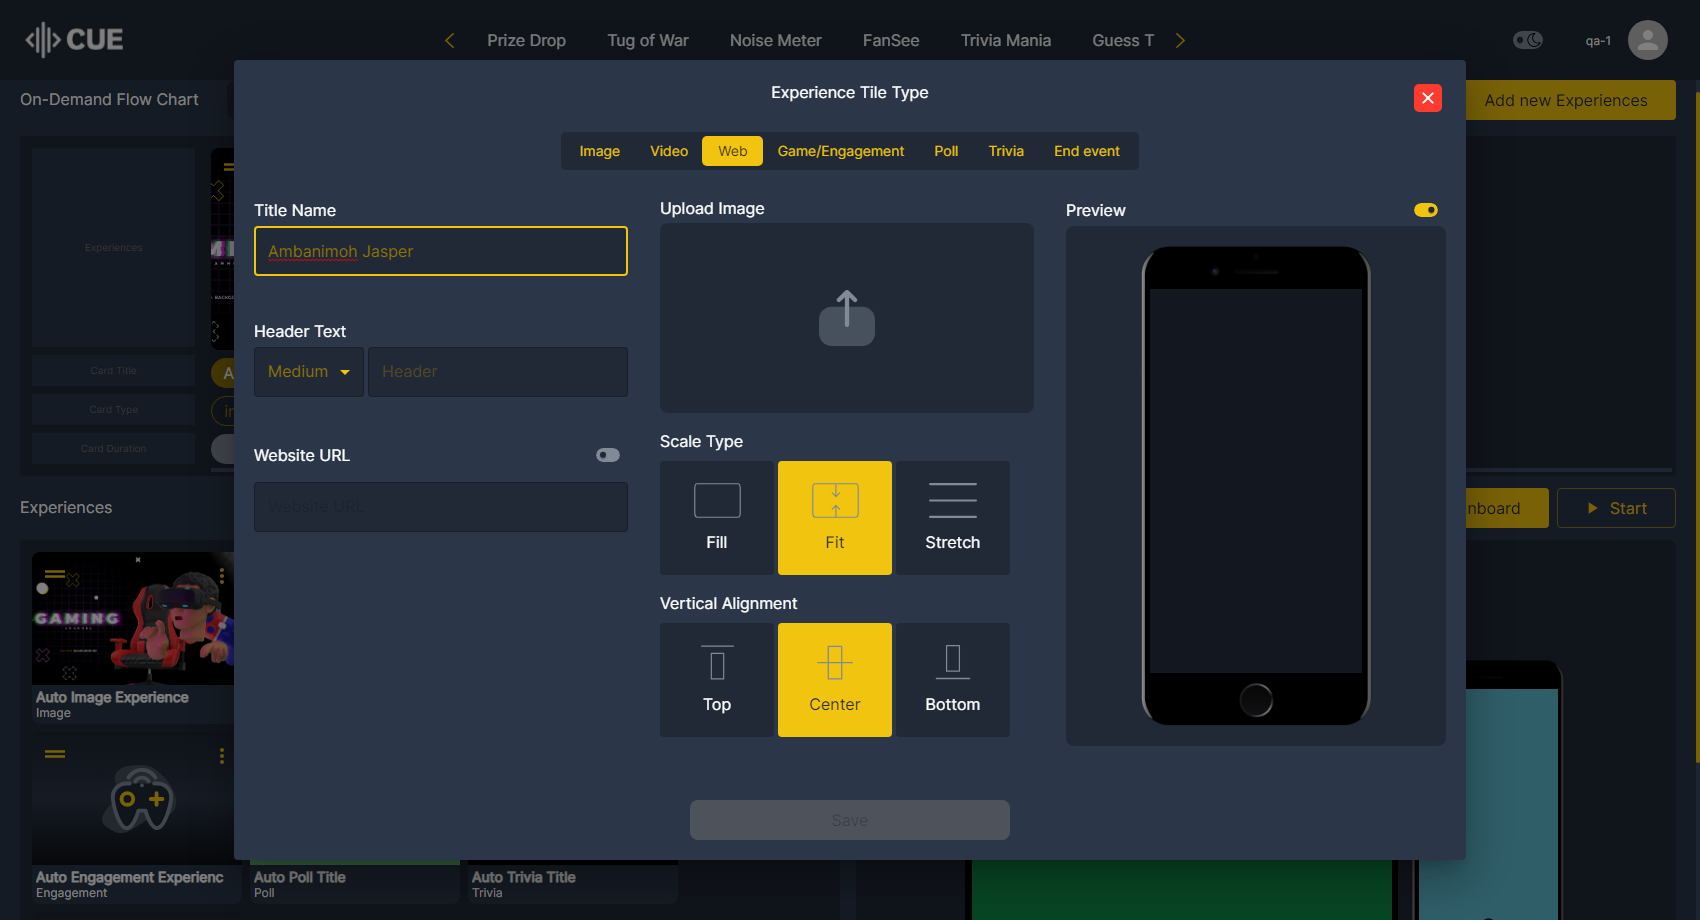 CUE
Prize Drop
Tug of War
Noise Meter
FanSee
Trivia Mania
Guess T
qa-1
On-Demand Flow Chart
Add new Experiences
Experience Tile Type
Image
Video
Web
Game/Engagement
Poll
Trivia
End event
Title Name
Ambanimoh Jasper
Header Text
Medium
Header
Website URL
Website URL
Upload Image
Scale Type
Fill
Fit
Stretch
Vertical Alignment
Top
Center
Bottom
Preview
Save
Experiences
Card Title
Card Type
Card Duration
A
in
Experiences
nboard
Start
GAMING
Auto Image Experience
Image
Auto Engagement Experienc
Engagement
Auto Poll Title
Poll
Auto Trivia Title
Trivia